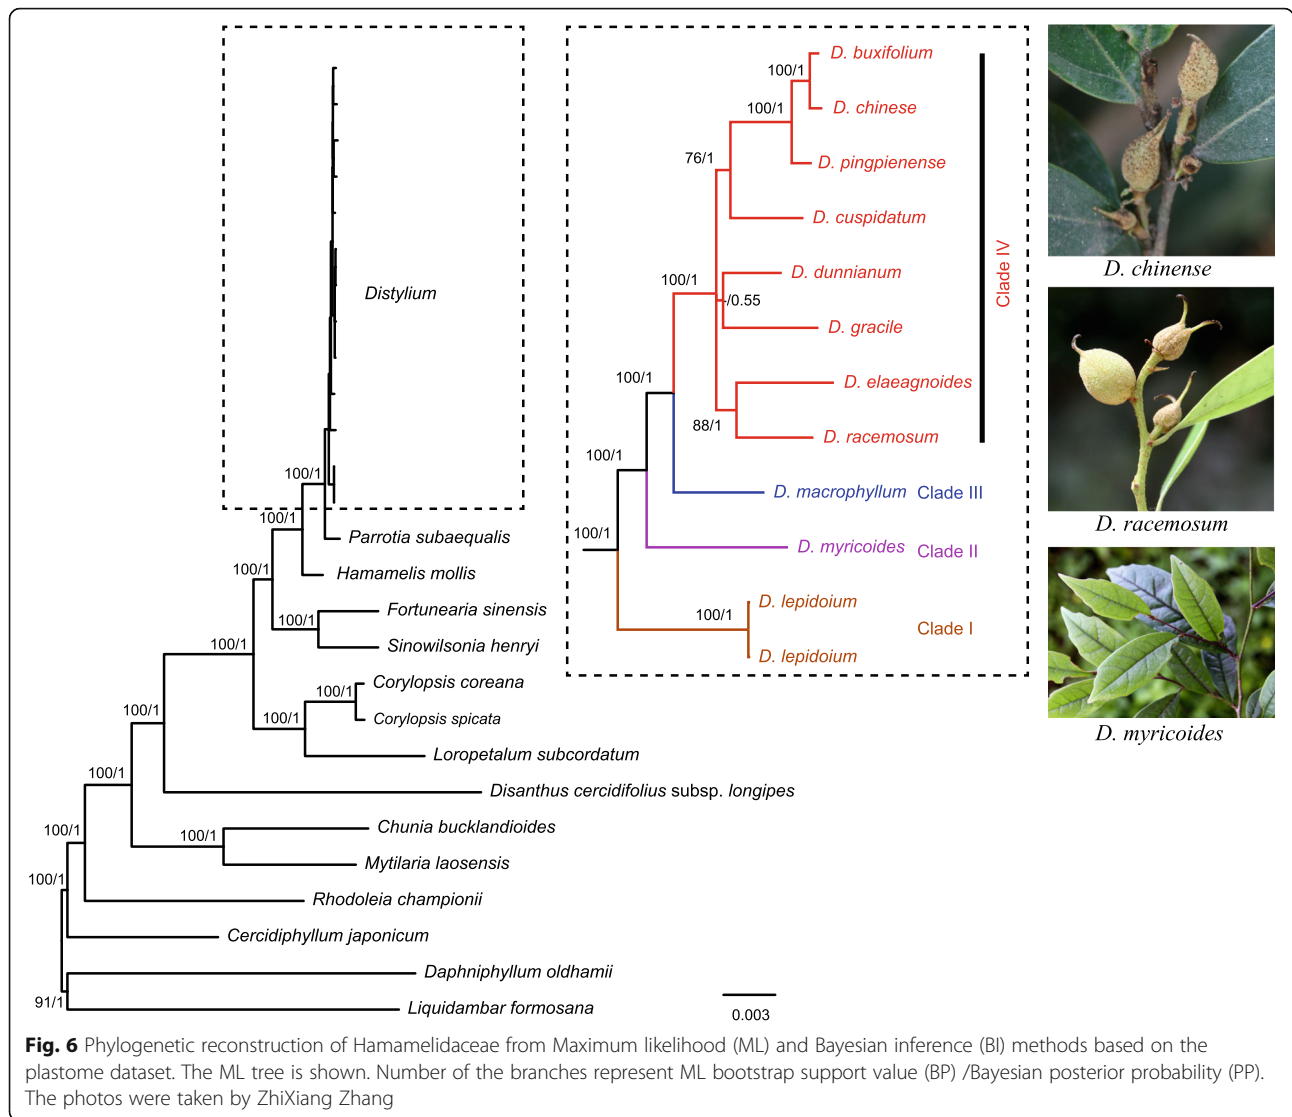 Distylium
100/1
Parrotia subaequalis
100/1
Hamamelis mollis
100/1
Fortunearia sinensis
100/1
Sinowilsonia henryi
100/1
Corylopsis coreana
100/1
Corylopsis spicata
100/1
Loropetalum subcordatum
100/1
Disanthus cercidifolius subsp. longipes
100/1
Chunia bucklandioides
100/1
Mytilaria laosensis
100/1
Rhodoleia championii
100/1
Cercidiphyllum japonicum
Daphniphyllum oldhamii
91/1
Liquidambar formosana
0.003
D. buxifolium
100/1
D. chinese
100/1
D. pingpienense
76/1
D. cuspidatum
D. dunnianum
100/1
-/0.55
D. gracile
D. elaeagnoides
100/1
88/1
D. racemosum
Clade IV
100/1
D. macrophyllum Clade III
D. myricoides Clade II
100/1
D. lepidoium
100/1
Clade I
D. lepidoium
D. chinense
D. racemosum
D. myricoides
Fig. 6 Phylogenetic reconstruction of Hamamelidaceae from Maximum likelihood (ML) and Bayesian inference (BI) methods based on the
plastome dataset. The ML tree is shown. Number of the branches represent ML bootstrap support value (BP) /Bayesian posterior probability (PP).
The photos were taken by ZhiXiang Zhang